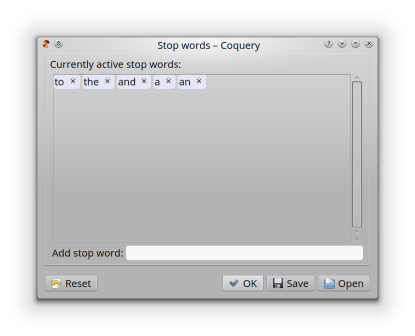 Stop words – Coquery
Currently active stop words:
to the and a an
Add stop word:
Reset OK Save Open